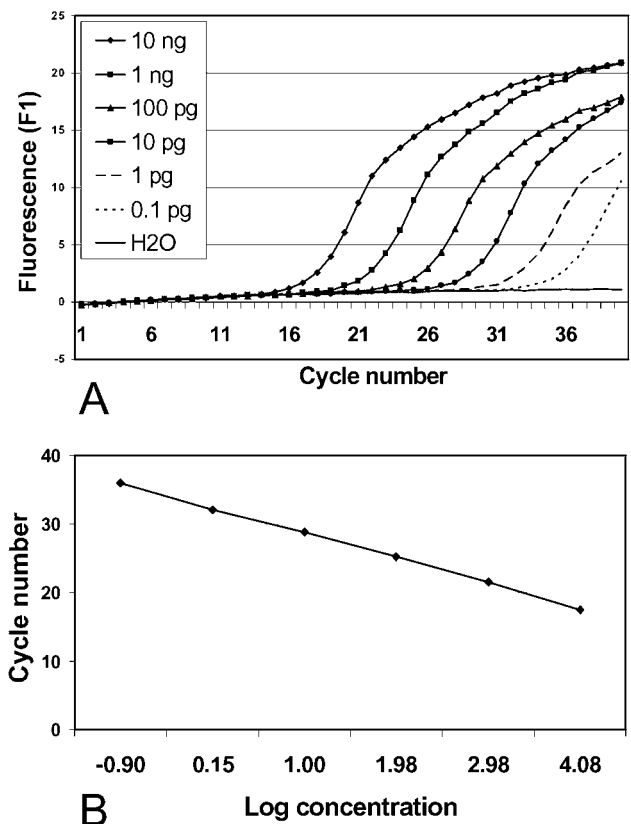 25
20
15
10
5
0
-5
Fluorescence (F1)
10 ng
1 ng
100 pg
10 pg
1 pg
0.1 pg
H2O
1 6 11 16 21 26 31 36
Cycle number
A
40
30
20
10
0
Cycle number
-0.90 0.15 1.00 1.98 2.98 4.08
Log concentration
B